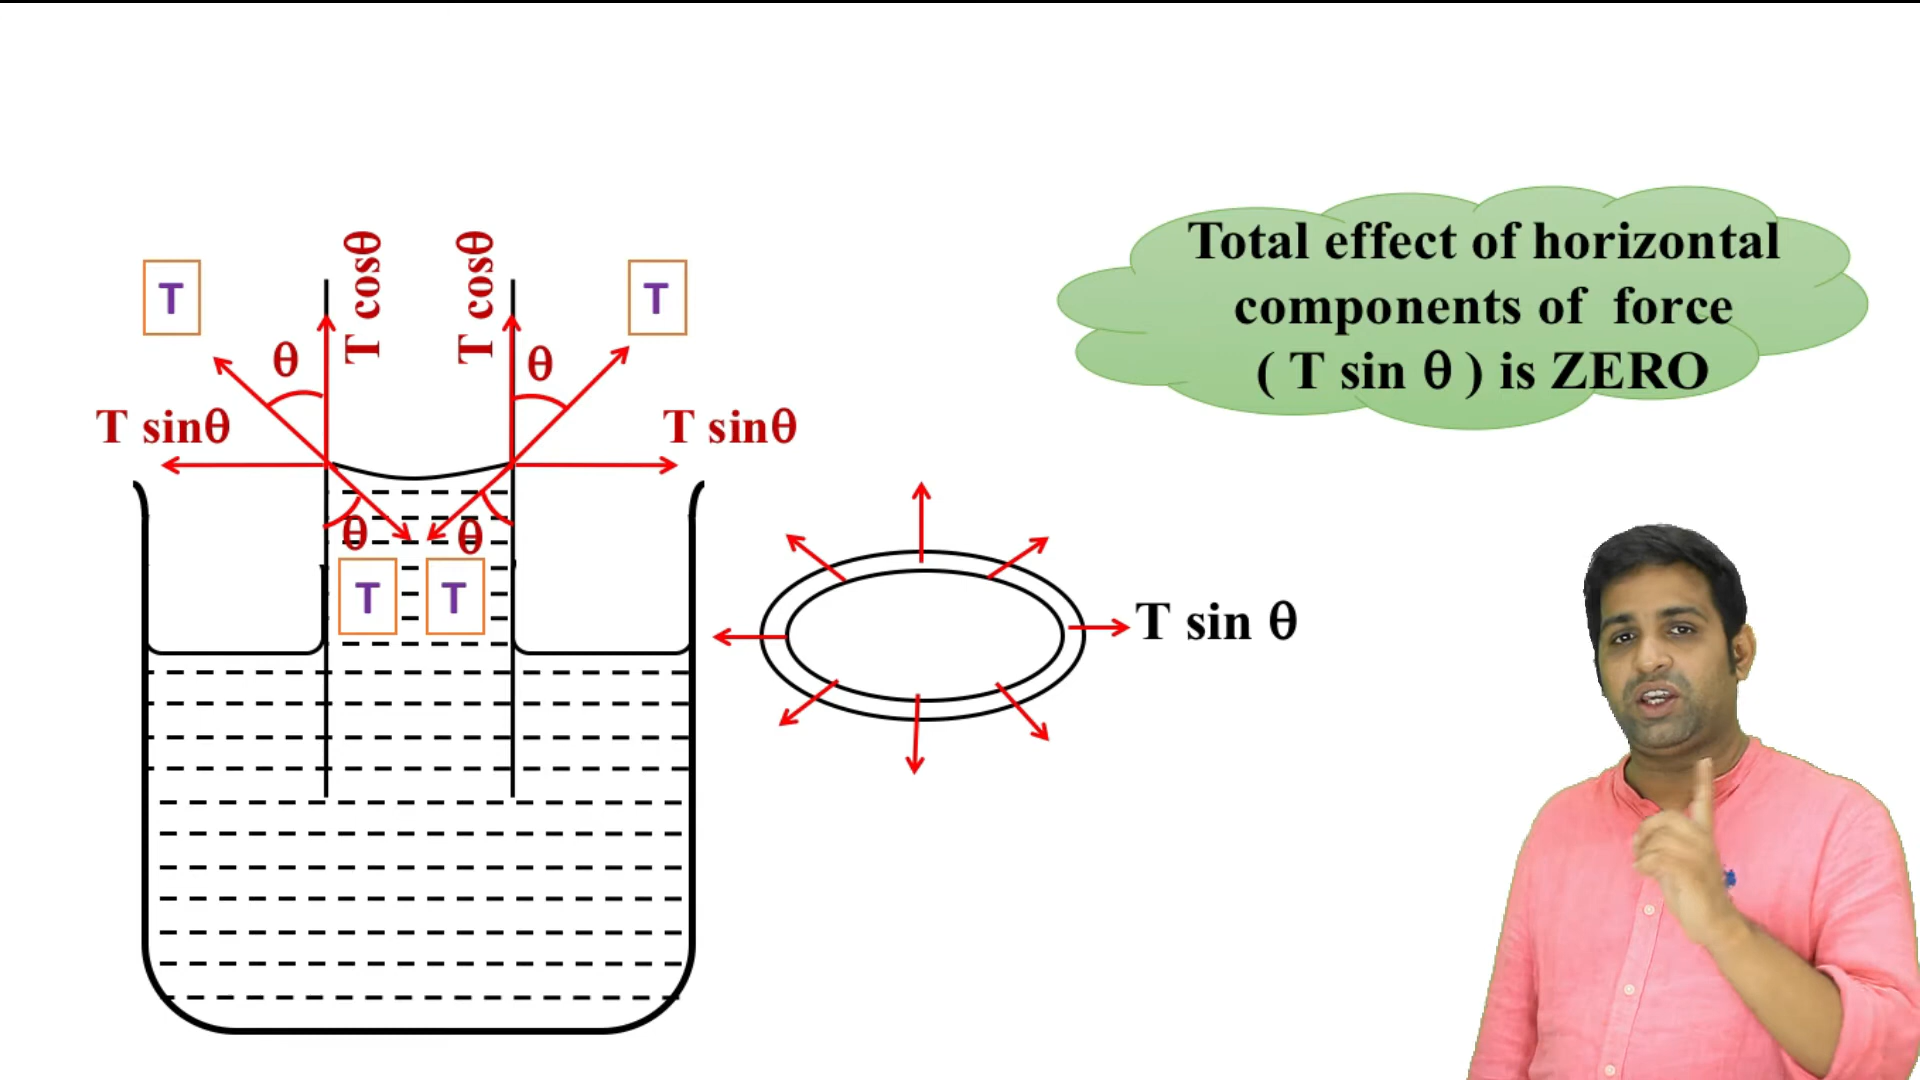 T cosθ
T cosθ
T
T
θ
θ
T sinθ
T sinθ
θ
θ
T
T
Total effect of horizontal
components of force
( T sin θ ) is ZERO
T sin θ